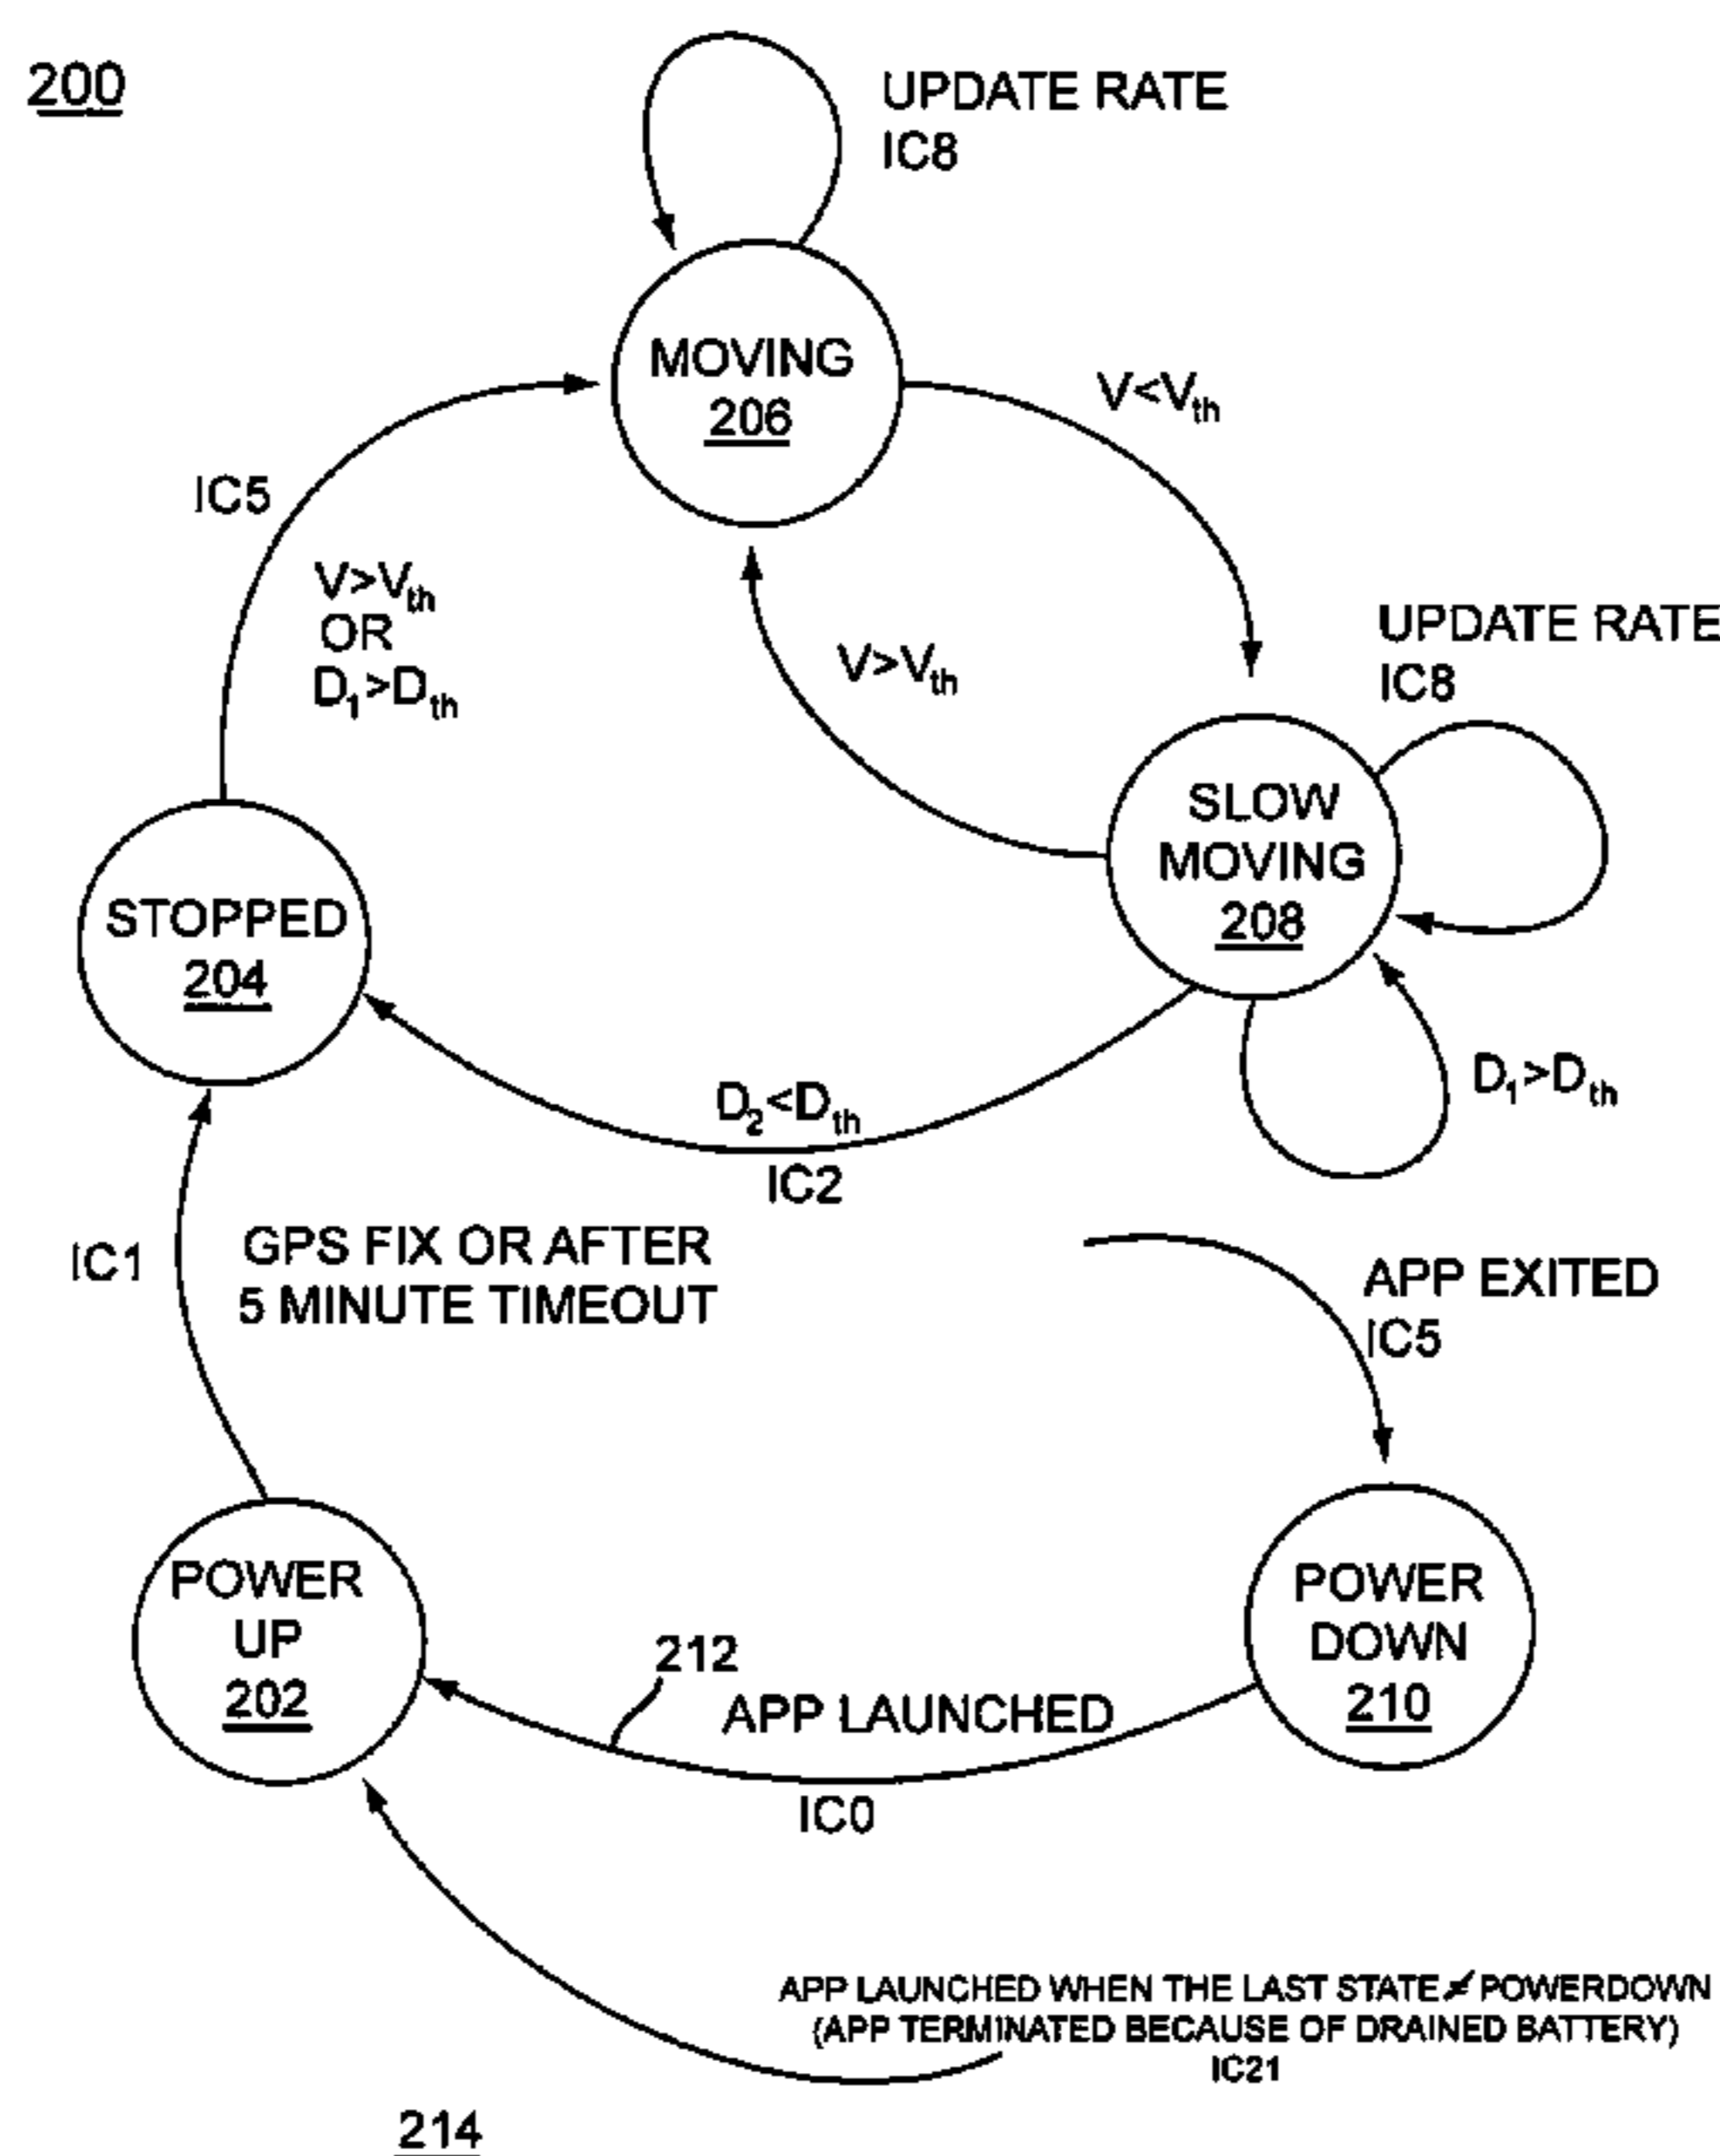 200
UPDATE RATE
IC8
MOVING
206
V<Vth
IC5
V>Vth
OR
D1>Dth
V>Vth
UPDATE RATE
IC8
SLOW
MOVING
208
STOPPED
204
D1>Dth
D2<Dth
IC2
IC1
GPS FIX OR AFTER
5 MINUTE TIMEOUT
APP EXITED
IC5
POWER
UP
202
POWER
DOWN
210
212
APP LAUNCHED
IC0
APP LAUNCHED WHEN THE LAST STATE ≠ POWERDOWN
(APP TERMINATED BECAUSE OF DRAINED BATTERY)
IC21
214